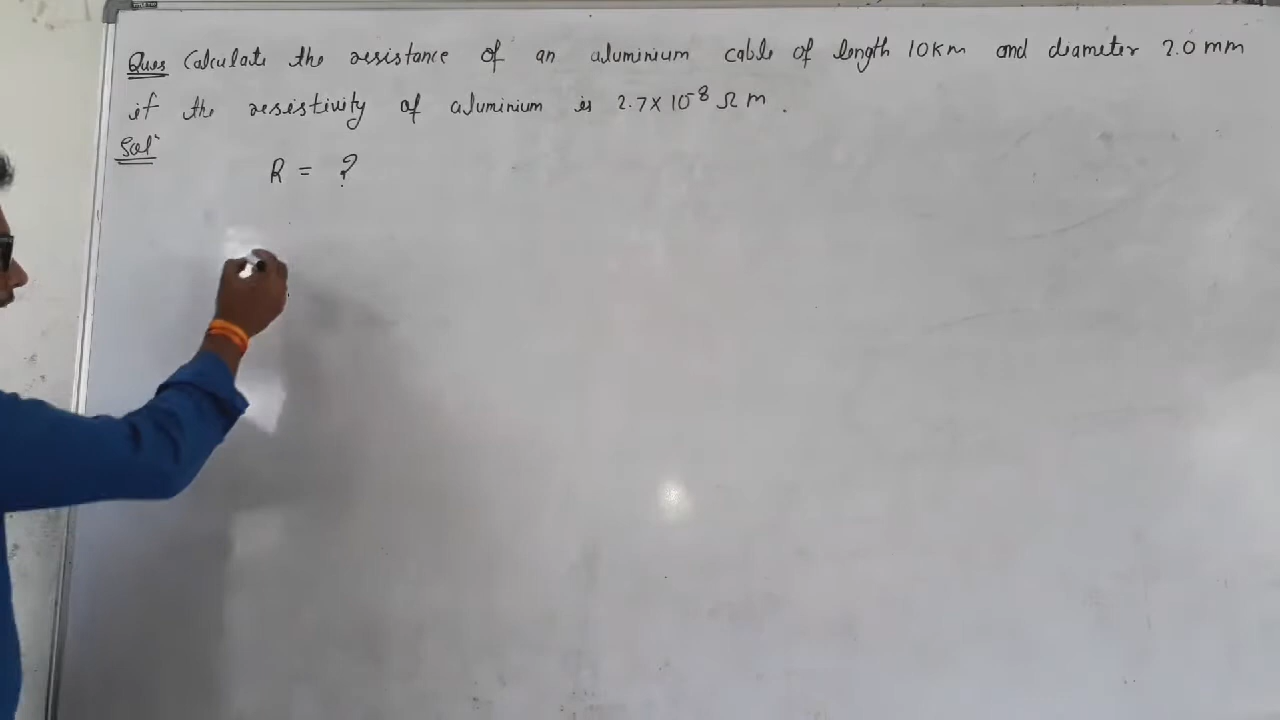 Ques Calculate the resistance of an aluminium cable of length 10km and diameter 2.0 mm
if the resistivity of aluminium is 2.7 x 10⁻⁸ Ω m .
Sol
R = ?